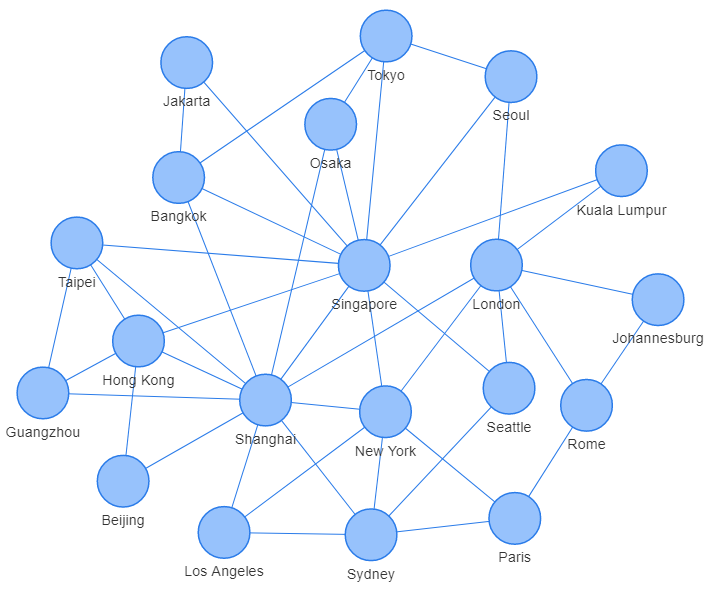 Tokyo
Jakarta
Seoul
Osaka
Kuala Lumpur
Bangkok
Taipei
Singapore
London
Johannesburg
Hong Kong
Guangzhou
Shanghai
New York
Seattle
Rome
Beijing
Los Angeles
Sydney
Paris